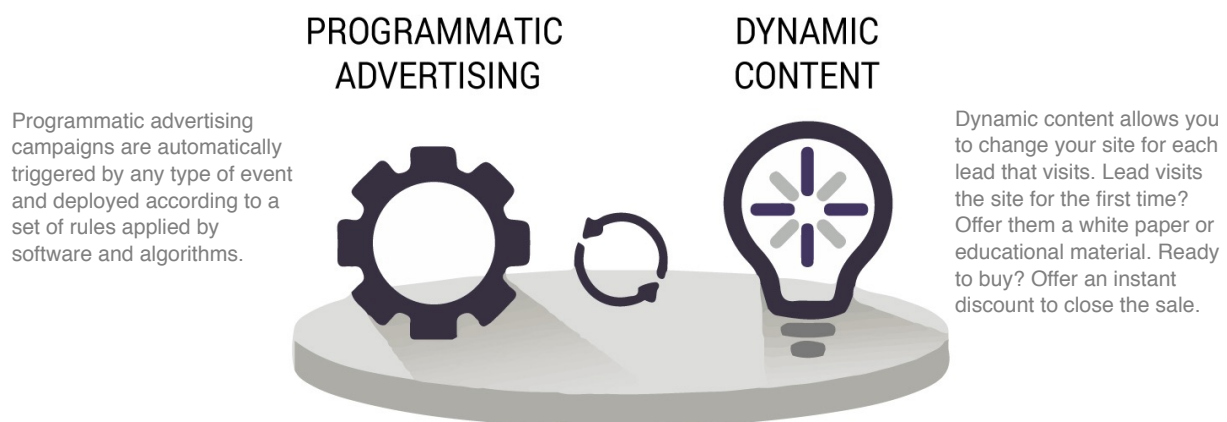 PROGRAMMATIC
ADVERTISING
DYNAMIC
CONTENT
Programmatic advertising
campaigns are automatically
triggered by any type of event
and deployed according to a
set of rules applied by
software and algorithms.
Dynamic content allows you
to change your site for each
lead that visits. Lead visits
the site for the first time?
Offer them a white paper or
educational material. Ready
to buy? Offer an instant
discount to close the sale.